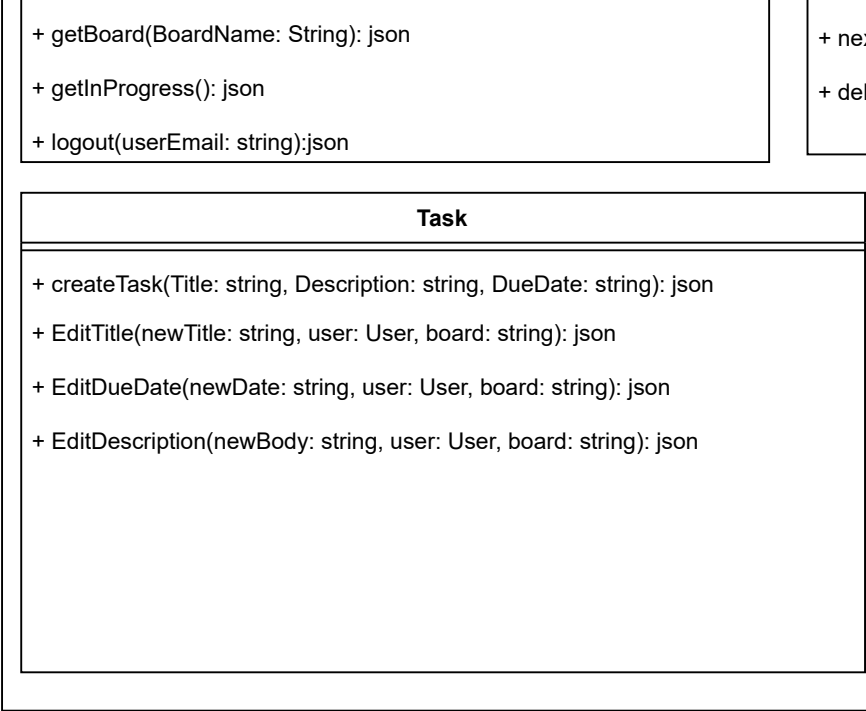 + getBoard(BoardName: String): json
+ getInProgress(): json
+ logout(userEmail: string):json
Task
+ createTask(Title: string, Description: string, DueDate: string): json
+ EditTitle(newTitle: string, user: User, board: string): json
+ EditDueDate(newDate: string, user: User, board: string): json
+ EditDescription(newBody: string, user: User, board: string): json